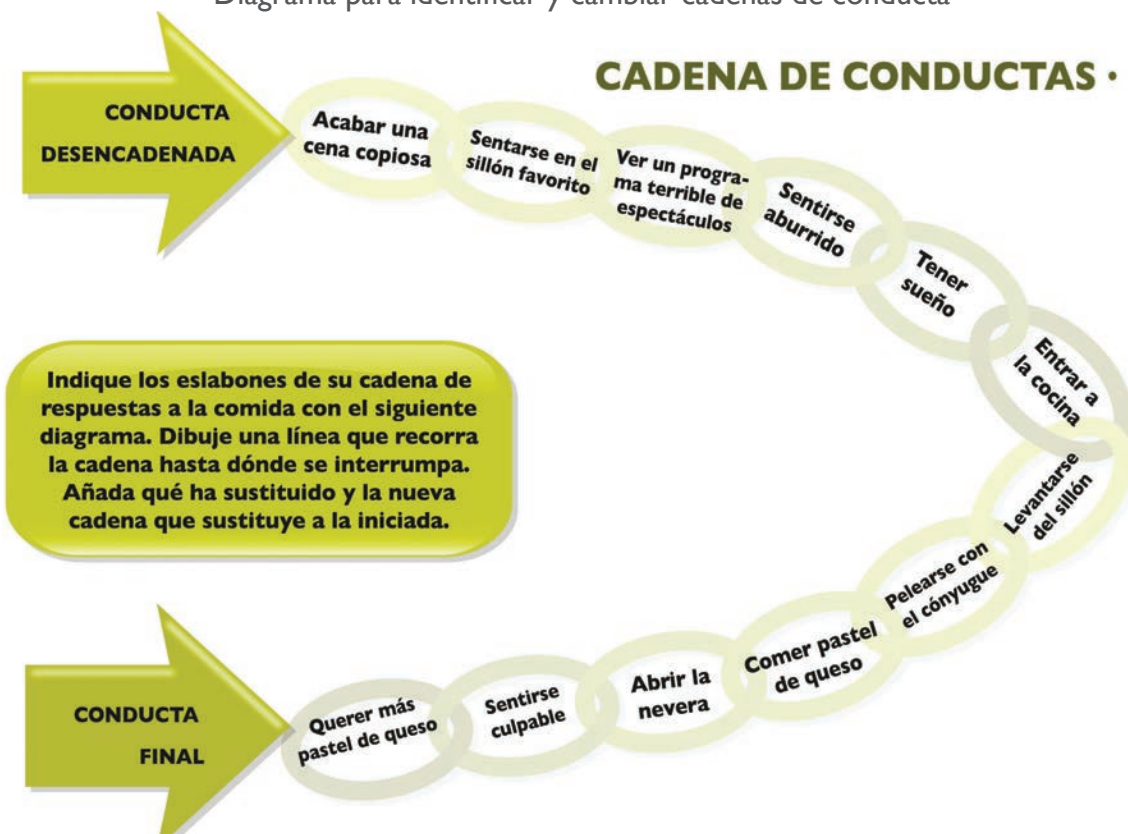 Diagrama para identificar y cambiar cadenas de conducta
CADENA DE CONDUCTAS ·
CONDUCTA
DESENCADENADA
Acabar una
cena copiosa
Sentarse en el
sillón favorito
Ver un progra-
ma terrible de
espectáculos
Sentirse
aburrido
Tener
sueño
Entrar a
la cocina
Levantarse
del sillón
Pelearse con
el cónyugue
Comer pastel
de queso
Abrir la
nevera
Sentirse
culpable
Querer más
pastel de queso
Indique los eslabones de su cadena de
respuestas a la comida con el siguiente
diagrama. Dibuje una línea que recorra
la cadena hasta dónde se interrumpa.
Añada qué ha sustituido y la nueva
cadena que sustituye a la iniciada.
CONDUCTA
FINAL